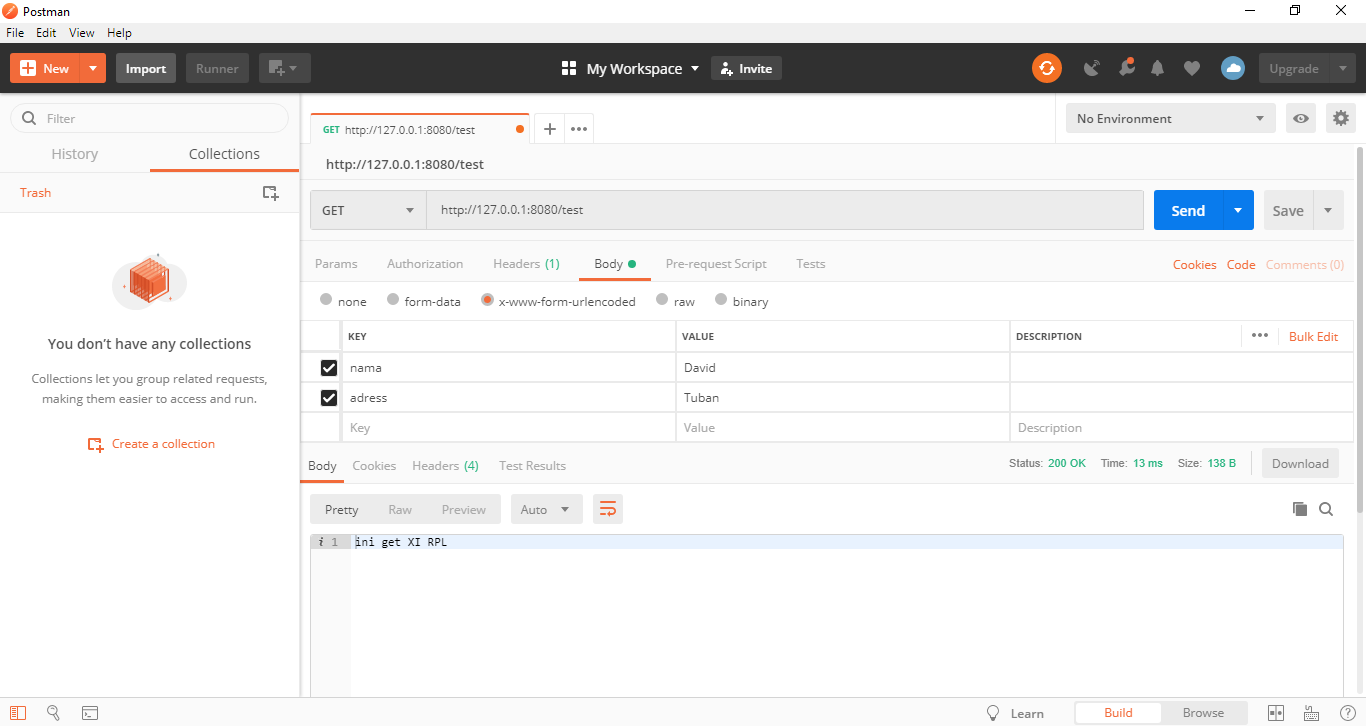 Postman
File Edit View Help
New Import Runner My Workspace Invite Upgrade
Filter
History Collections
Trash
You don't have any collections
Collections let you group related requests,
making them easier to access and run.
Create a collection
GET http://127.0.0.1:8080/test
No Environment
http://127.0.0.1:8080/test
GET http://127.0.0.1:8080/test Send Save
Params Authorization Headers (1) Body Pre-request Script Tests Cookies Code Comments (0)
none form-data x-www-form-urlencoded raw binary
KEY VALUE DESCRIPTION Bulk Edit
nama David
adress Tuban
Key Value Description
Body Cookies Headers (4) Test Results Status: 200 OK Time: 13 ms Size: 138 B Download
Pretty Raw Preview Auto
i 1 ini get XI RPL
Learn Build Browse